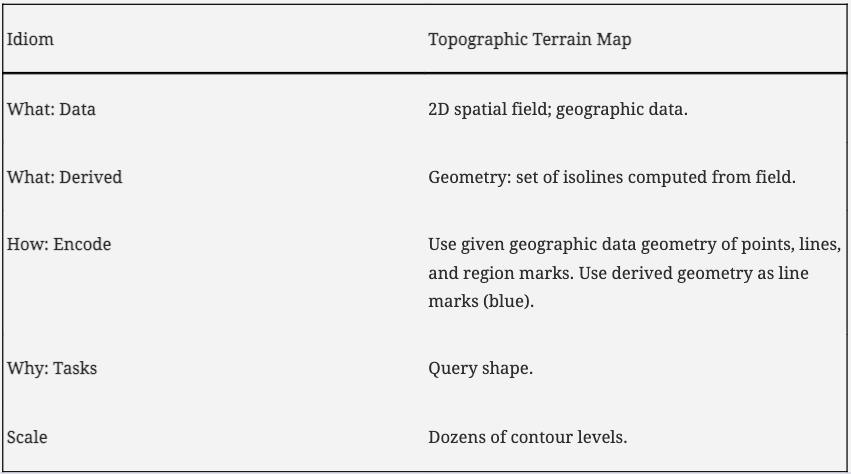 Idiom Topographic Terrain Map
What: Data 2D spatial field; geographic data.
What: Derived Geometry: set of isolines computed from field.
How: Encode Use given geographic data geometry of points, lines,
and region marks. Use derived geometry as line
marks (blue).
Why: Tasks Query shape.
Scale Dozens of contour levels.